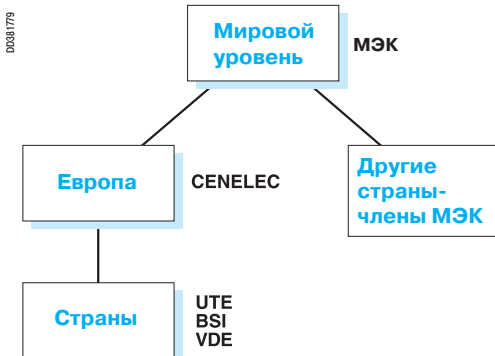 DD381779
Мировой
уровень
МЭК
Европа
CENELEC
Другие
страны-
члены МЭК
Страны
UTE
BSI
VDE